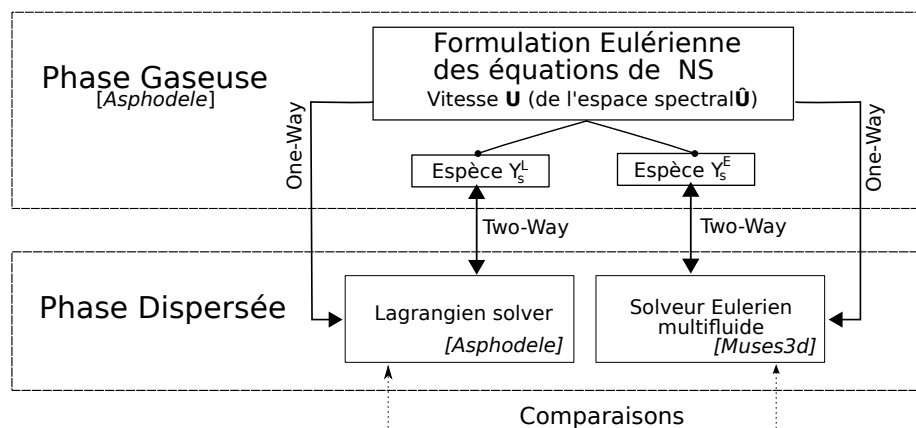 Formulation Eulérienne
des équations de NS
Vitesse U (de l'espace spectralÛ)
Phase Gaseuse
[Asphodele]
One-Way
One-Way
Espèce Y_s^L
Espèce Y_s^E
Two-Way
Two-Way
Phase Dispersée
Lagrangien solver
[Asphodele]
Solveur Eulerien
multifluide
[Muses3d]
Comparaisons